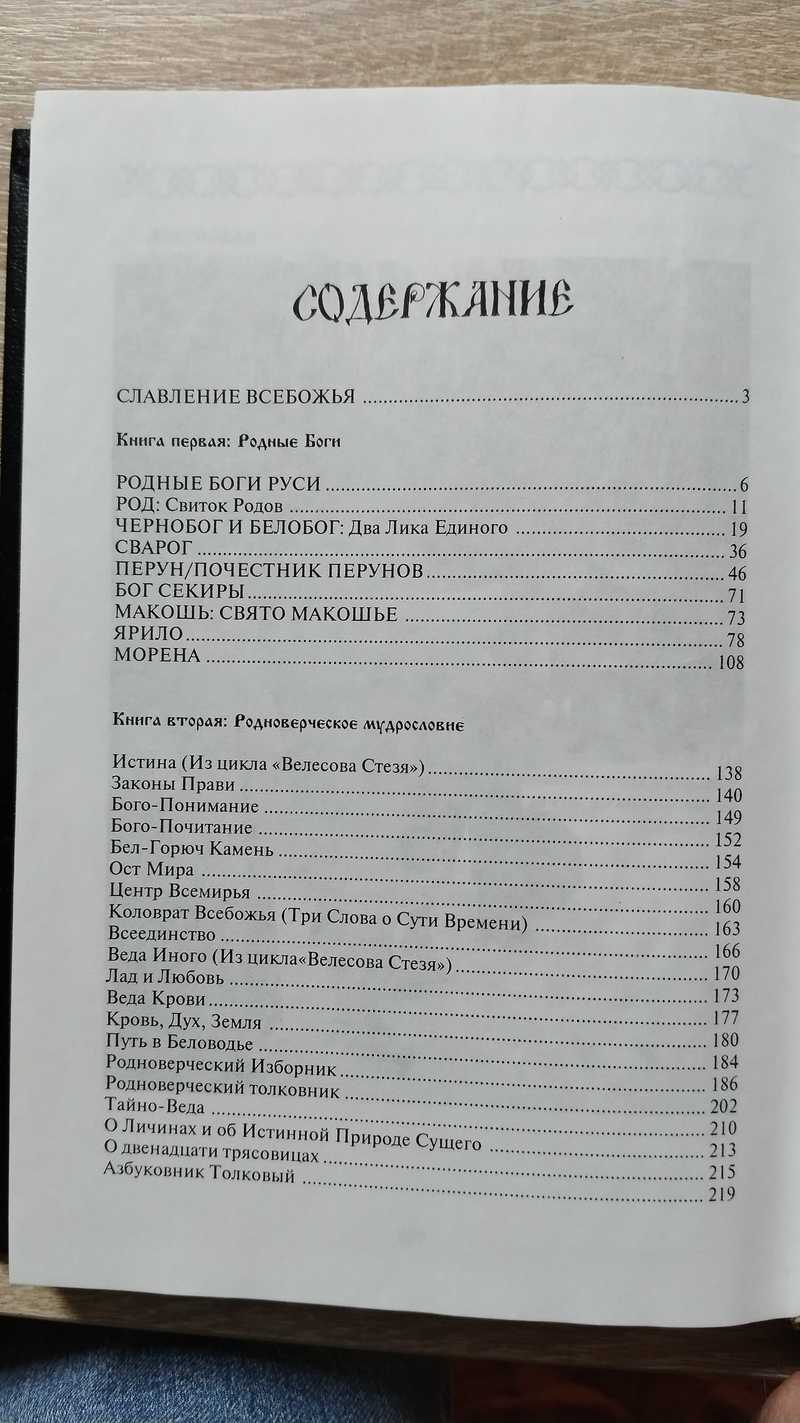 СОДЕРЖАНИЕ
СЛАВЛЕНИЕ ВСЕБОЖЬЯ 3
Книга первая: Родные Боги
РОДНЫЕ БОГИ РУСИ 6
РОД: Свиток Родов 11
ЧЕРНОБОГ И БЕЛОБОГ: Два Лика Единого 19
СВАРОГ 36
ПЕРУН/ПОЧЕСТНИК ПЕРУНОВ 46
БОГ СЕКИРЫ 71
МАКОШЬ: СВЯТО МАКОШЬЕ 73
ЯРИЛО 78
МОРЕНА 108
Книга вторая: Родноверческое мудрословие
Истина (Из цикла «Велесова Стезя») 138
Законы Прави 140
Бого-Понимание 149
Бого-Почитание 152
Бел-Горюч Камень 154
Ост Мира 158
Центр Всемирья 160
Коловрат Всебожья (Три Слова о Сути Времени) 163
Всеединство 166
Веда Иного (Из цикла«Велесова Стезя») 170
Лад и Любовь 173
Веда Крови 177
Кровь, Дух, Земля 180
Путь в Беловодье 184
Родноверческий Изборник 186
Родноверческий толковник 202
Тайно-Веда 210
О Личинах и об Истинной Природе Сущего 213
О двенадцати трясовицах 215
Азбуковник Толковый 219